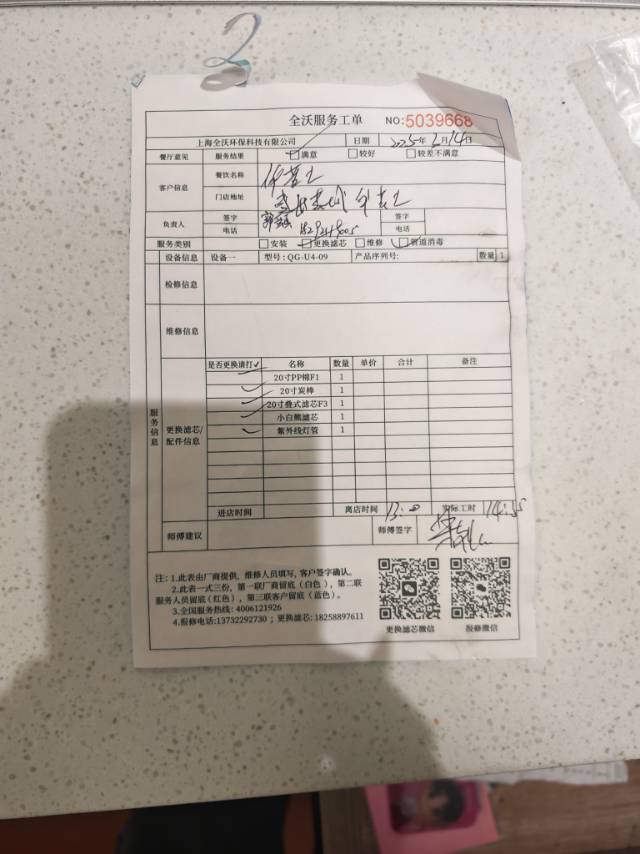 2
全沃服务工单 NO:5039668
上海全沃环保科技有限公司 日期 2025年2月14日
餐厅意见 服务结果 ☑满意 □较好 □较差不满意
客户信息 餐饮名称
门店地址
负责人 签字 签字
电话 电话
服务类别 □安装 ☑更换滤芯 □维修 ☑管道消毒
设备信息 设备一 型号:QG-U4-09 产品序列号: 数量 1
检修信息
维修信息
服务信息
更换滤芯/配件信息
是否更换请打✓ 名称 数量 单价 合计 备注
✓ 20寸PP棉F1 1
✓ 20寸炭棒 1
✓ 20寸叠式滤芯F3 1
✓ 小白熊滤芯 1
✓ 紫外线灯管 1
进店时间 离店时间 实际工时 14:55
师傅建议 师傅签字
注:1.此表由厂商提供,维修人员填写,客户签字确认。
2.此表一式三份,第一联厂商留底(白色),第二联
服务人员留底(红色),第三联客户留底(蓝色)。
3.全国服务热线:4006121926
4.报修电话:13732292730;更换滤芯:18258897611
更换滤芯微信 报修微信